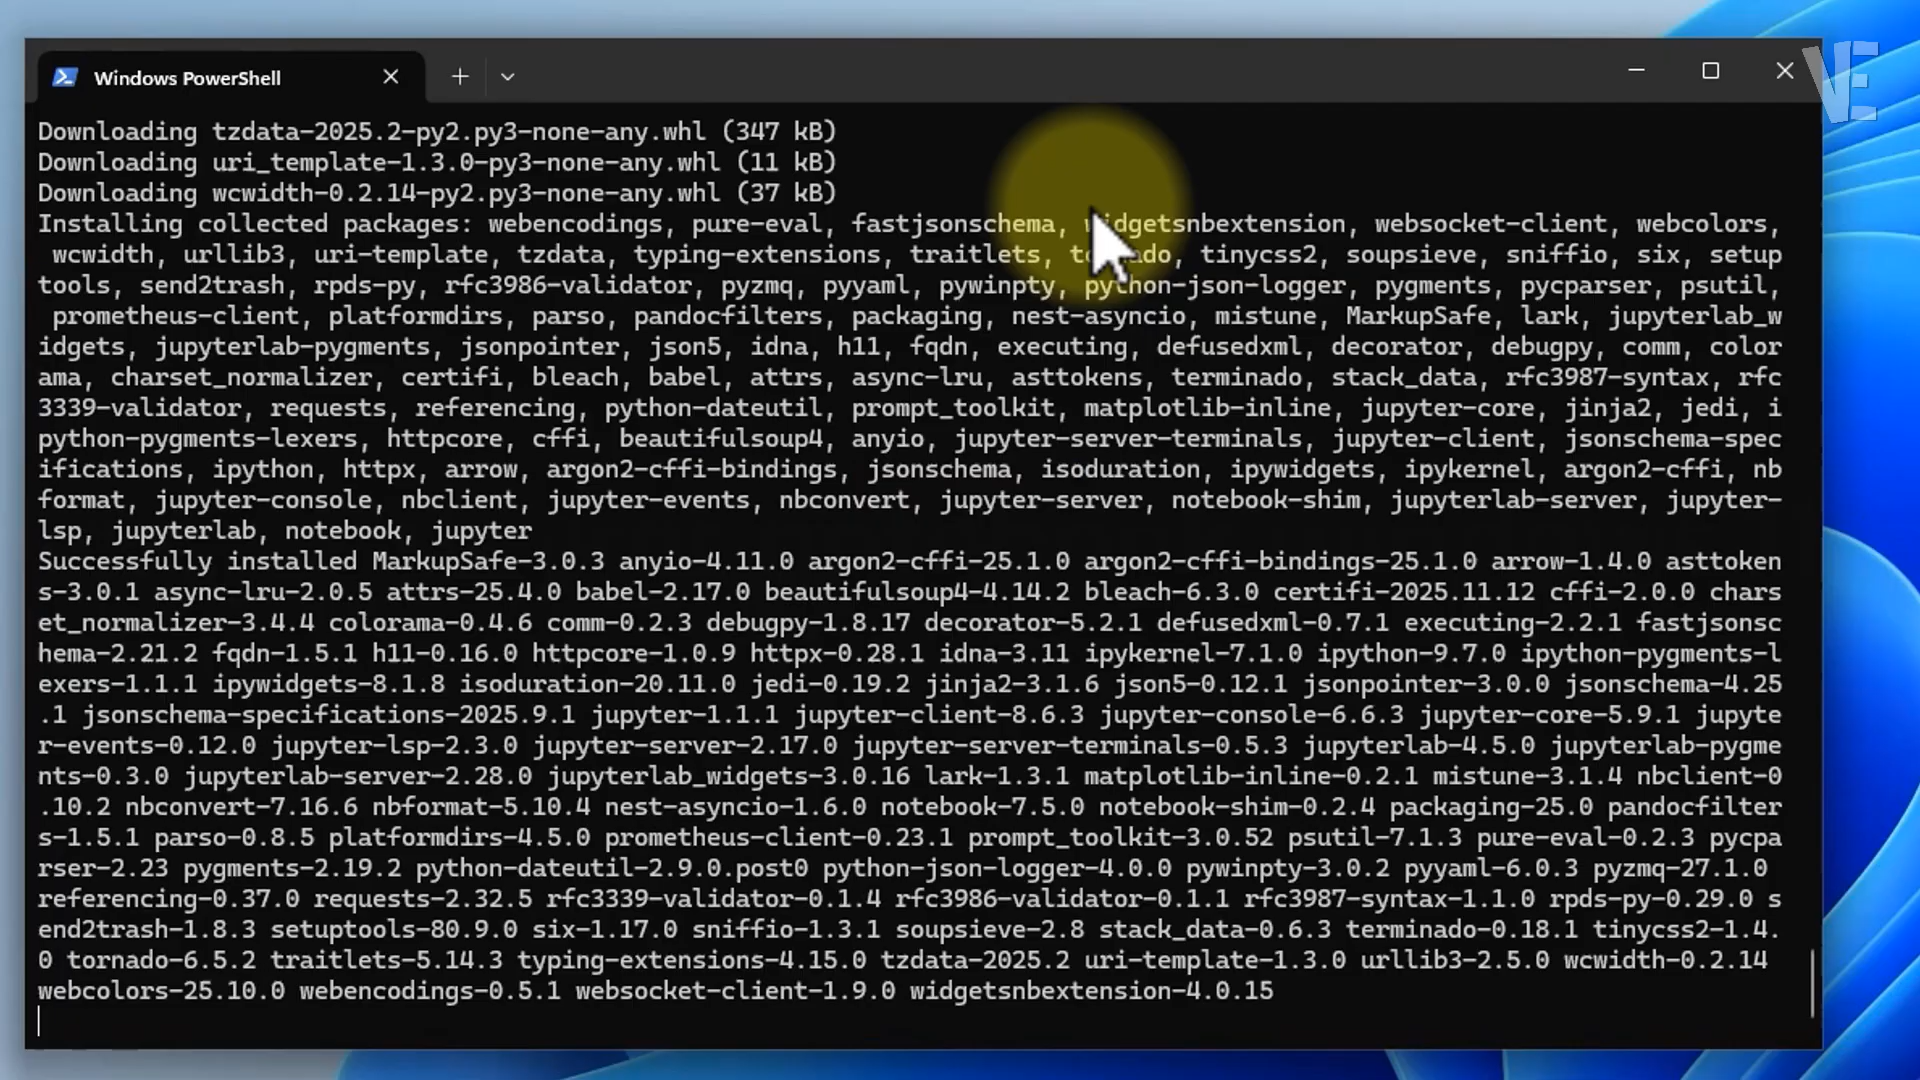 VE
Windows PowerShell
Downloading tzdata-2025.2-py2.py3-none-any.whl (347 kB)
Downloading uri_template-1.3.0-py3-none-any.whl (11 kB)
Downloading wcwidth-0.2.14-py2.py3-none-any.whl (37 kB)
Installing collected packages: webencodings, pure-eval, fastjsonschema, widgetsnbextension, websocket-client, webcolors,
wcwidth, urllib3, uri-template, tzdata, typing-extensions, traitlets, tornado, tinycss2, soupsieve, sniffio, six, setup
tools, send2trash, rpds-py, rfc3986-validator, pyzmq, pyyaml, pywinpty, python-json-logger, pygments, pycparser, psutil,
prometheus-client, platformdirs, parso, pandocfilters, packaging, nest-asyncio, mistune, MarkupSafe, lark, jupyterlab_w
idgets, jupyterlab-pygments, jsonpointer, json5, idna, h11, fqdn, executing, defusedxml, decorator, debugpy, comm, color
ama, charset_normalizer, certifi, bleach, babel, attrs, async-lru, asttokens, terminado, stack_data, rfc3987-syntax, rfc
3339-validator, requests, referencing, python-dateutil, prompt_toolkit, matplotlib-inline, jupyter-core, jinja2, jedi, i
python-pygments-lexers, httpcore, cffi, beautifulsoup4, anyio, jupyter-server-terminals, jupyter-client, jsonschema-spec
ifications, ipython, httpx, arrow, argon2-cffi-bindings, jsonschema, isoduration, ipywidgets, ipykernel, argon2-cffi, nb
format, jupyter-console, nbclient, jupyter-events, nbconvert, jupyter-server, notebook-shim, jupyterlab-server, jupyter-
lsp, jupyterlab, notebook, jupyter
Successfully installed MarkupSafe-3.0.3 anyio-4.11.0 argon2-cffi-25.1.0 argon2-cffi-bindings-25.1.0 arrow-1.4.0 asttoken
s-3.0.1 async-lru-2.0.5 attrs-25.4.0 babel-2.17.0 beautifulsoup4-4.14.2 bleach-6.3.0 certifi-2025.11.12 cffi-2.0.0 chars
et_normalizer-3.4.4 colorama-0.4.6 comm-0.2.3 debugpy-1.8.17 decorator-5.2.1 defusedxml-0.7.1 executing-2.2.1 fastjsonsc
hema-2.21.2 fqdn-1.5.1 h11-0.16.0 httpcore-1.0.9 httpx-0.28.1 idna-3.11 ipykernel-7.1.0 ipython-9.7.0 ipython-pygments-l
exers-1.1.1 ipywidgets-8.1.8 isoduration-20.11.0 jedi-0.19.2 jinja2-3.1.6 json5-0.12.1 jsonpointer-3.0.0 jsonschema-4.25
.1 jsonschema-specifications-2025.9.1 jupyter-1.1.1 jupyter-client-8.6.3 jupyter-console-6.6.3 jupyter-core-5.9.1 jupyte
r-events-0.12.0 jupyter-lsp-2.3.0 jupyter-server-2.17.0 jupyter-server-terminals-0.5.3 jupyterlab-4.5.0 jupyterlab-pygme
nts-0.3.0 jupyterlab-server-2.28.0 jupyterlab_widgets-3.0.16 lark-1.3.1 matplotlib-inline-0.2.1 mistune-3.1.4 nbclient-0
.10.2 nbconvert-7.16.6 nbformat-5.10.4 nest-asyncio-1.6.0 notebook-7.5.0 notebook-shim-0.2.4 packaging-25.0 pandocfilter
s-1.5.1 parso-0.8.5 platformdirs-4.5.0 prometheus-client-0.23.1 prompt_toolkit-3.0.52 psutil-7.1.3 pure-eval-0.2.3 pycpa
rser-2.23 pygments-2.19.2 python-dateutil-2.9.0.post0 python-json-logger-4.0.0 pywinpty-3.0.2 pyyaml-6.0.3 pyzmq-27.1.0
referencing-0.37.0 requests-2.32.5 rfc3339-validator-0.1.4 rfc3986-validator-0.1.1 rfc3987-syntax-1.1.0 rpds-py-0.29.0 s
end2trash-1.8.3 setuptools-80.9.0 six-1.17.0 sniffio-1.3.1 soupsieve-2.8 stack_data-0.6.3 terminado-0.18.1 tinycss2-1.4.
0 tornado-6.5.2 traitlets-5.14.3 typing-extensions-4.15.0 tzdata-2025.2 uri-template-1.3.0 urllib3-2.5.0 wcwidth-0.2.14
webcolors-25.10.0 webencodings-0.5.1 websocket-client-1.9.0 widgetsnbextension-4.0.15